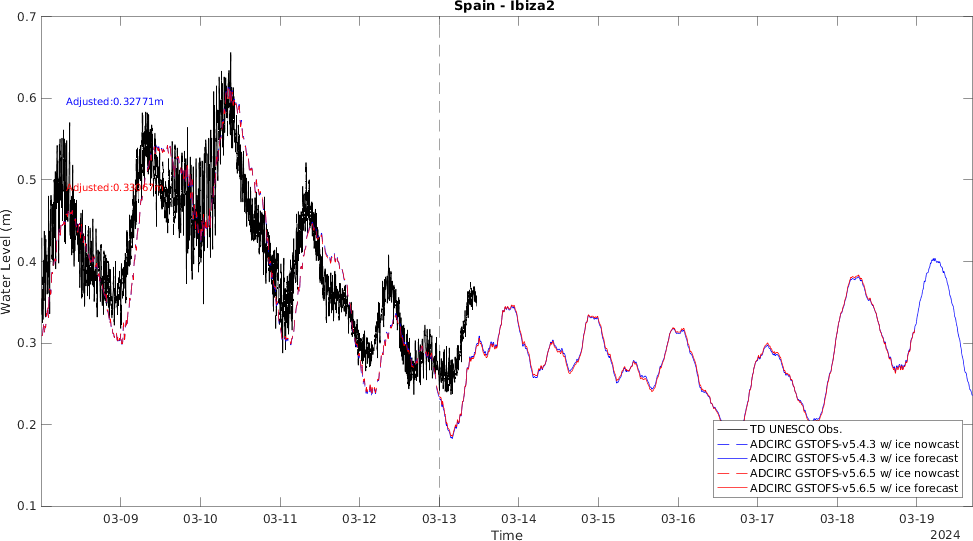 Spain - Ibiza2
0.7
0.6
0.5
0.4
0.3
0.2
0.1
Water Level (m)
Adjusted:0.32771m
TD UNESCO Obs.
ADCIRC GSTOFS-v5.4.3 w/ ice nowcast
ADCIRC GSTOFS-v5.4.3 w/ ice forecast
ADCIRC GSTOFS-v5.6.5 w/ ice nowcast
ADCIRC GSTOFS-v5.6.5 w/ ice forecast
03-09 03-10 03-11 03-12 03-13 03-14 03-15 03-16 03-17 03-18 03-19
Time
2024